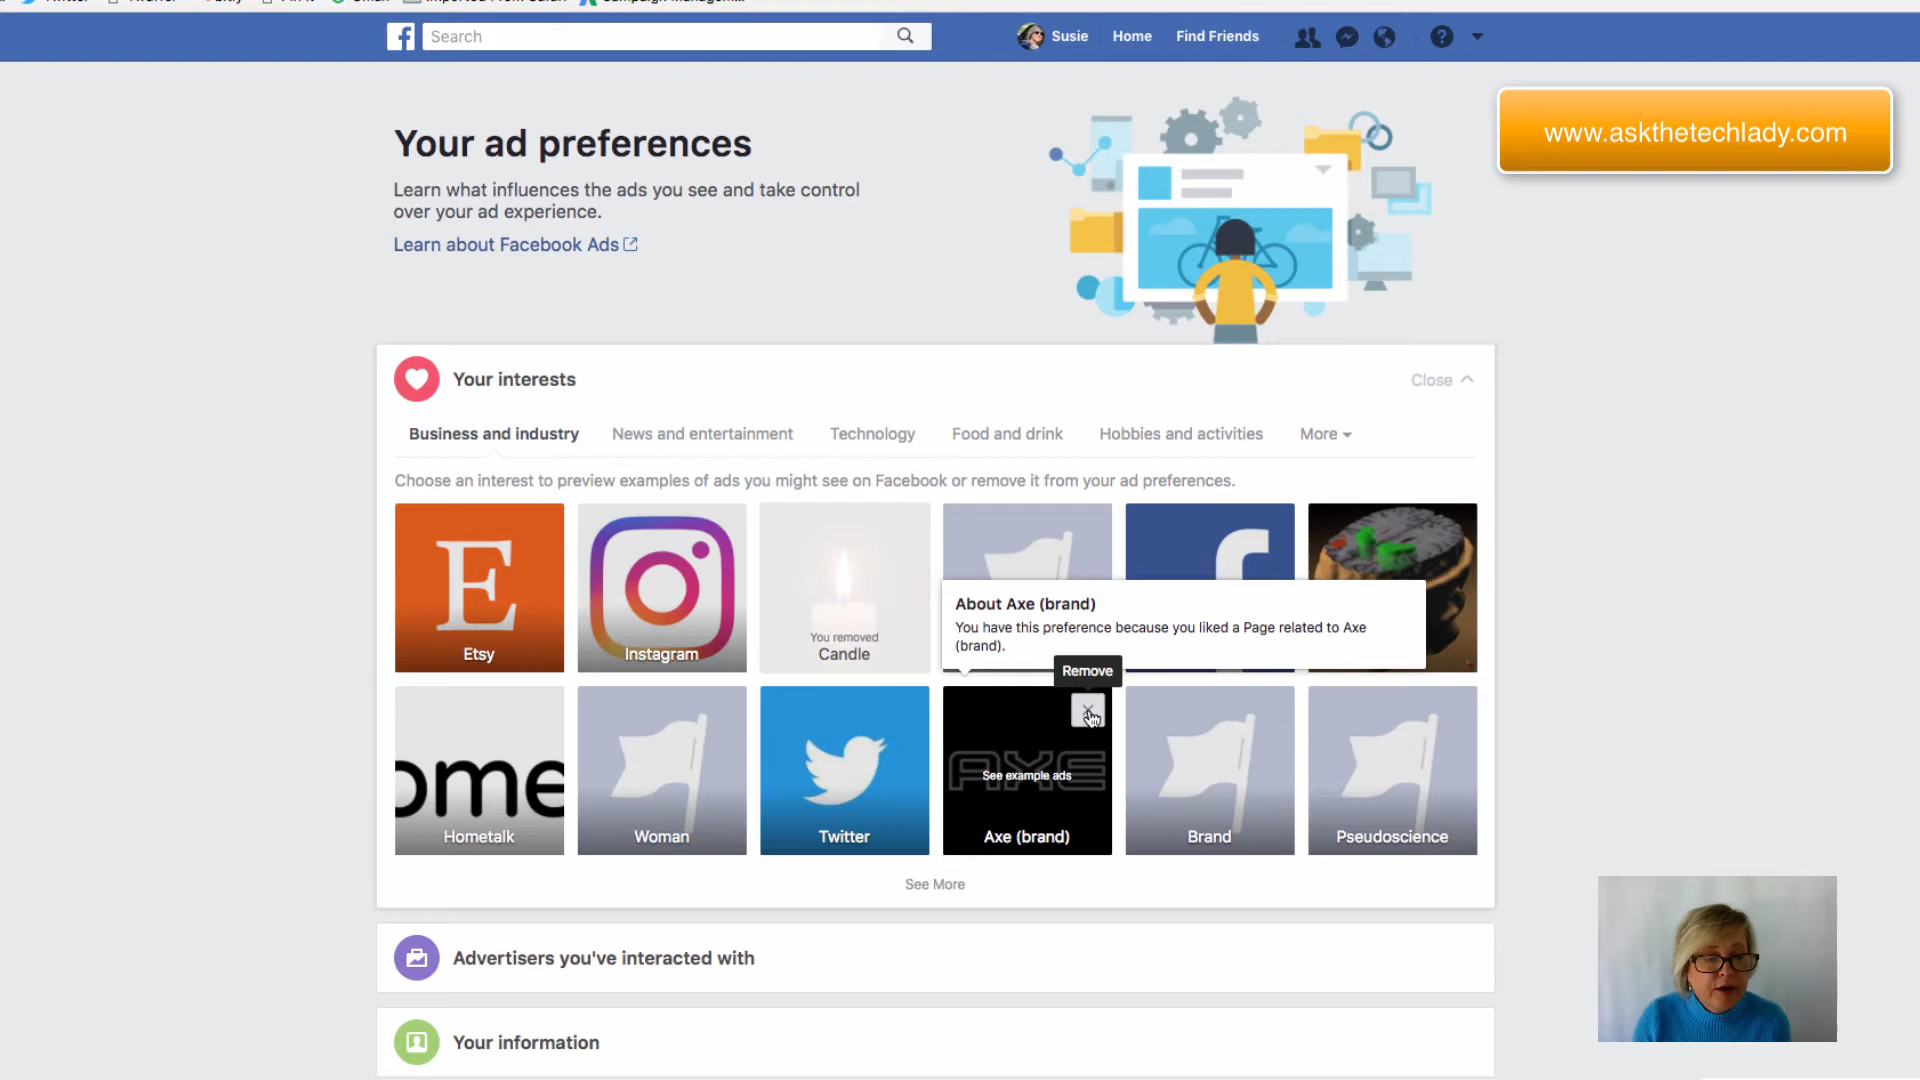 Search
Susie
Home
Find Friends
?
www.askthetechlady.com
Your ad preferences
Learn what influences the ads you see and take control
over your ad experience.
Learn about Facebook Ads
Your interests
Close
Business and industry
News and entertainment
Technology
Food and drink
Hobbies and activities
More
Choose an interest to preview examples of ads you might see on Facebook or remove it from your ad preferences.
E
Etsy
Instagram
You removed
Candle
About Axe (brand)
You have this preference because you liked a Page related to Axe
(brand).
Remove
ome
Hometalk
Woman
Twitter
AXE
See example ads
Axe (brand)
Brand
Pseudoscience
See More
Advertisers you've interacted with
Your information